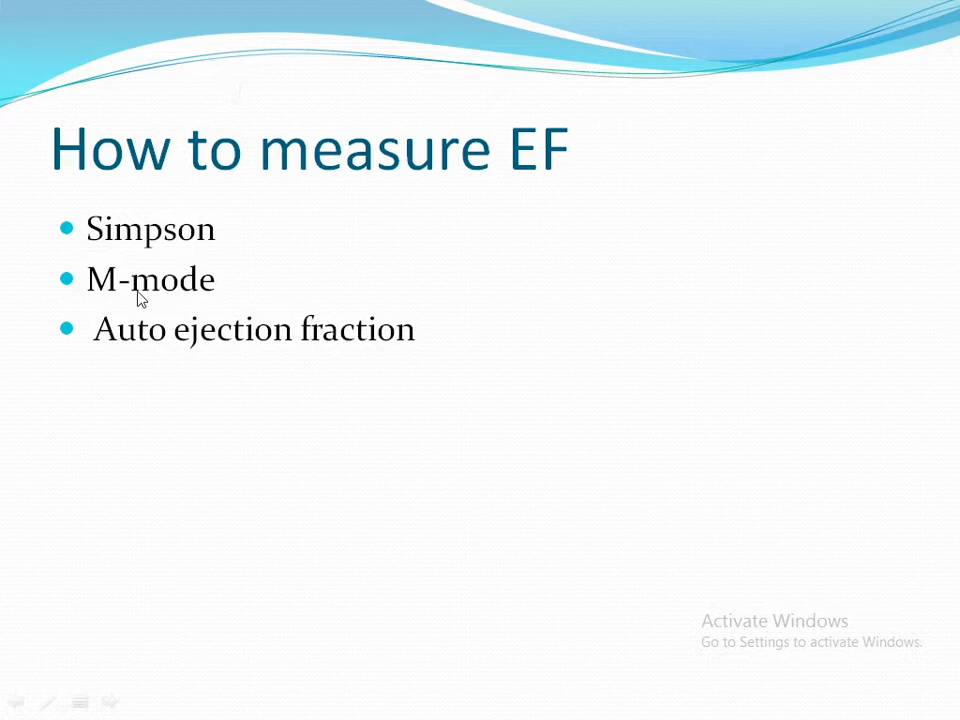 How to measure EF
Simpson
M-mode
Auto ejection fraction
Activate Windows
Go to Settings to activate Windows.